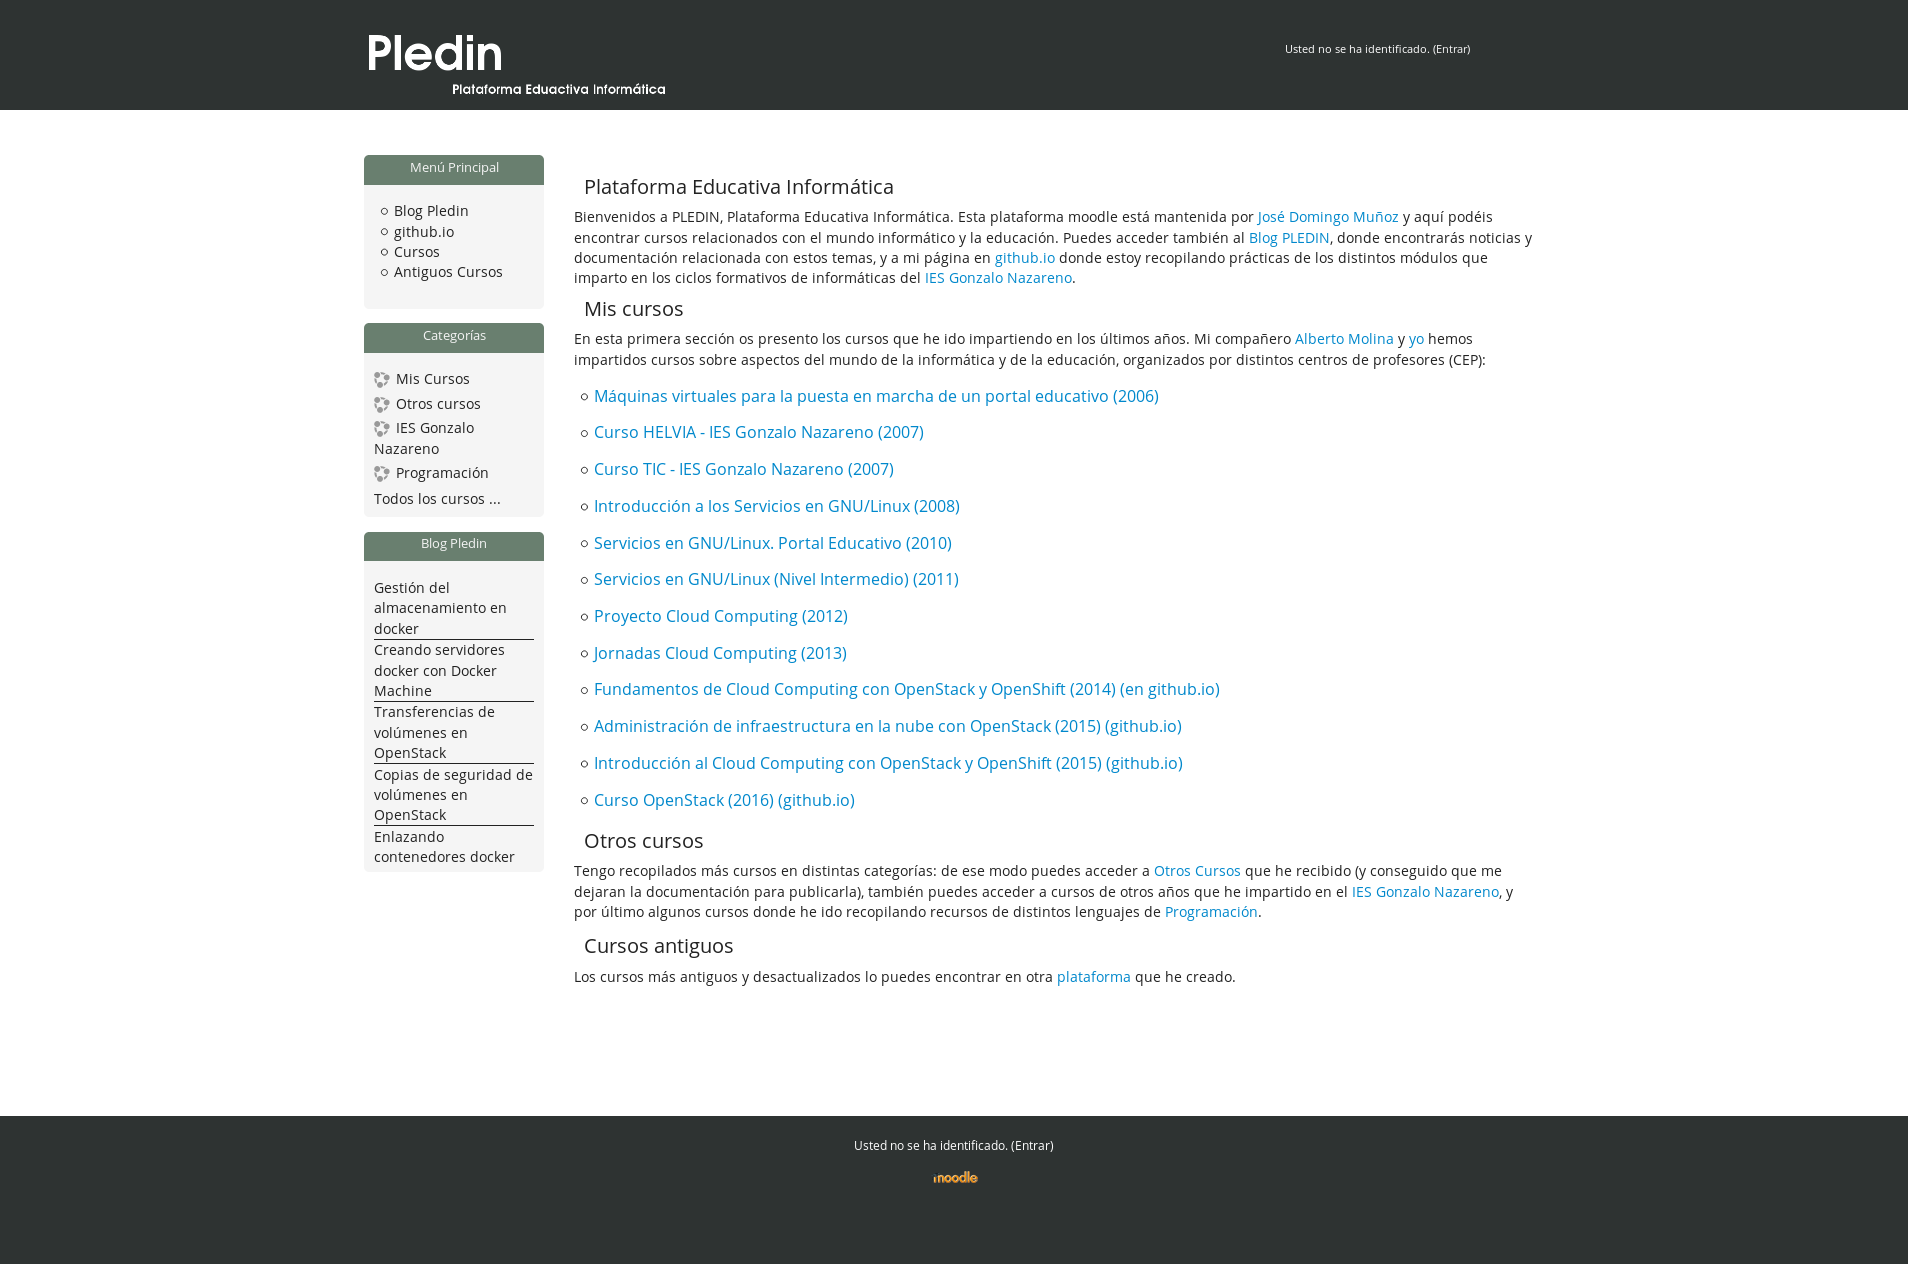 Pledin
Plataforma Eduactiva Informática
Usted no se ha identificado. (Entrar)
Menú Principal
Blog Pledin
github.io
Cursos
Antiguos Cursos
Categorías
Mis Cursos
Otros cursos
IES Gonzalo
Nazareno
Programación
Todos los cursos ...
Blog Pledin
Gestión del
almacenamiento en
docker
Creando servidores
docker con Docker
Machine
Transferencias de
volúmenes en
OpenStack
Copias de seguridad de
volúmenes en
OpenStack
Enlazando
contenedores docker
Plataforma Educativa Informática
Bienvenidos a PLEDIN, Plataforma Educativa Informática. Esta plataforma moodle está mantenida por José Domingo Muñoz y aquí podéis
encontrar cursos relacionados con el mundo informático y la educación. Puedes acceder también al Blog PLEDIN, donde encontrarás noticias y
documentación relacionada con estos temas, y a mi página en github.io donde estoy recopilando prácticas de los distintos módulos que
imparto en los ciclos formativos de informáticas del IES Gonzalo Nazareno.
Mis cursos
En esta primera sección os presento los cursos que he ido impartiendo en los últimos años. Mi compañero Alberto Molina y yo hemos
impartidos cursos sobre aspectos del mundo de la informática y de la educación, organizados por distintos centros de profesores (CEP):
Máquinas virtuales para la puesta en marcha de un portal educativo (2006)
Curso HELVIA - IES Gonzalo Nazareno (2007)
Curso TIC - IES Gonzalo Nazareno (2007)
Introducción a los Servicios en GNU/Linux (2008)
Servicios en GNU/Linux. Portal Educativo (2010)
Servicios en GNU/Linux (Nivel Intermedio) (2011)
Proyecto Cloud Computing (2012)
Jornadas Cloud Computing (2013)
Fundamentos de Cloud Computing con OpenStack y OpenShift (2014) (en github.io)
Administración de infraestructura en la nube con OpenStack (2015) (github.io)
Introducción al Cloud Computing con OpenStack y OpenShift (2015) (github.io)
Curso OpenStack (2016) (github.io)
Otros cursos
Tengo recopilados más cursos en distintas categorías: de ese modo puedes acceder a Otros Cursos que he recibido (y conseguido que me
dejaran la documentación para publicarla), también puedes acceder a cursos de otros años que he impartido en el IES Gonzalo Nazareno, y
por último algunos cursos donde he ido recopilando recursos de distintos lenguajes de Programación.
Cursos antiguos
Los cursos más antiguos y desactualizados lo puedes encontrar en otra plataforma que he creado.
Usted no se ha identificado. (Entrar)
moodle